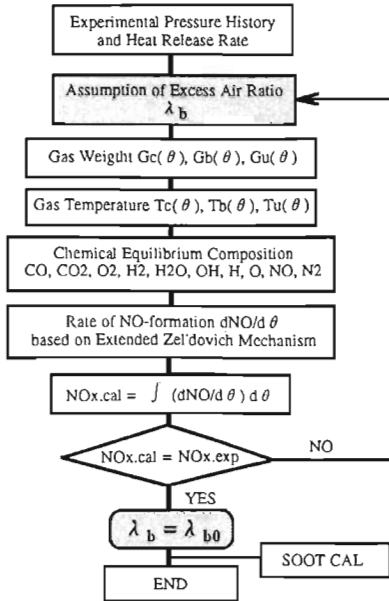 Experimental Pressure History
and Heat Release Rate
Assumption of Excess Air Ratio
λ b
Gas Weigtht Gc( θ ), Gb( θ ), Gu( θ )
Gas Temperature Tc( θ ), Tb( θ ), Tu( θ )
Chemical Equilibrium Composition
CO, CO2, O2, H2, H2O, OH, H, O, NO, N2
Rate of NO-formation dNO/d θ
based on Extended Zel'dovich Mechanism
NOx.cal = ∫ (dNO/d θ ) d θ
NOx.cal = NOx.exp
NO
YES
λ b = λ b0
SOOT CAL
END